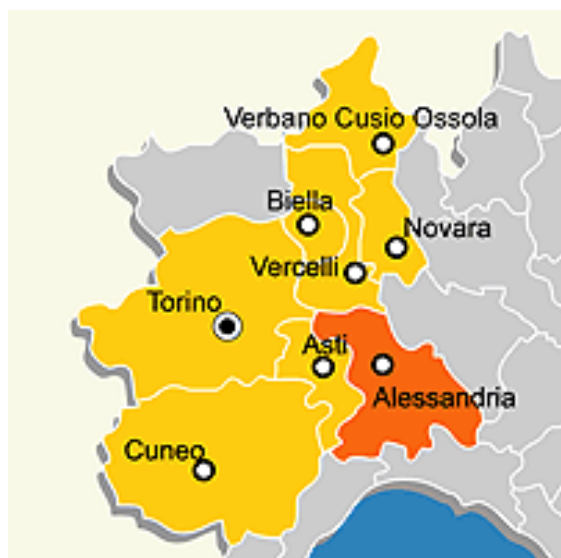 Verbano Cusio Ossola
Biella
Novara
Vercelli
Torino
Asti
Alessandria
Cuneo